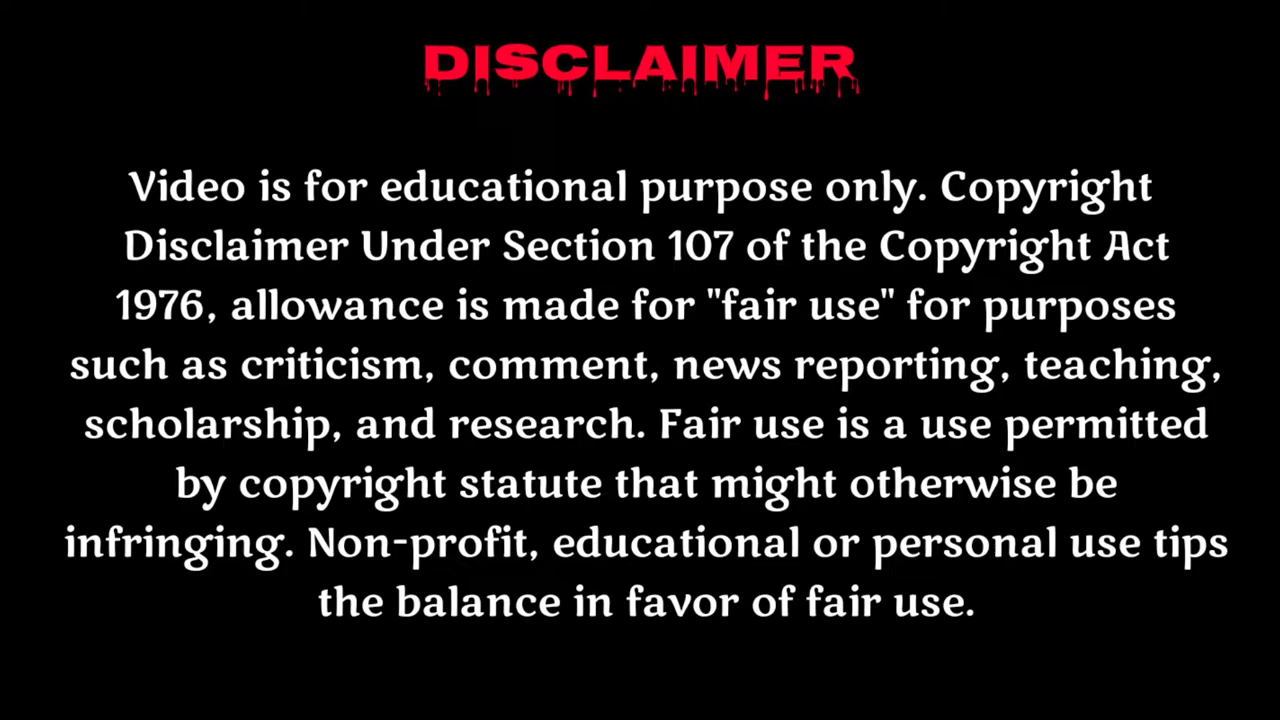 DISCLAIMER
Video is for educational purpose only. Copyright
Disclaimer Under Section 107 of the Copyright Act
1976, allowance is made for "fair use" for purposes
such as criticism, comment, news reporting, teaching,
scholarship, and research. Fair use is a use permitted
by copyright statute that might otherwise be
infringing. Non-profit, educational or personal use tips
the balance in favor of fair use.